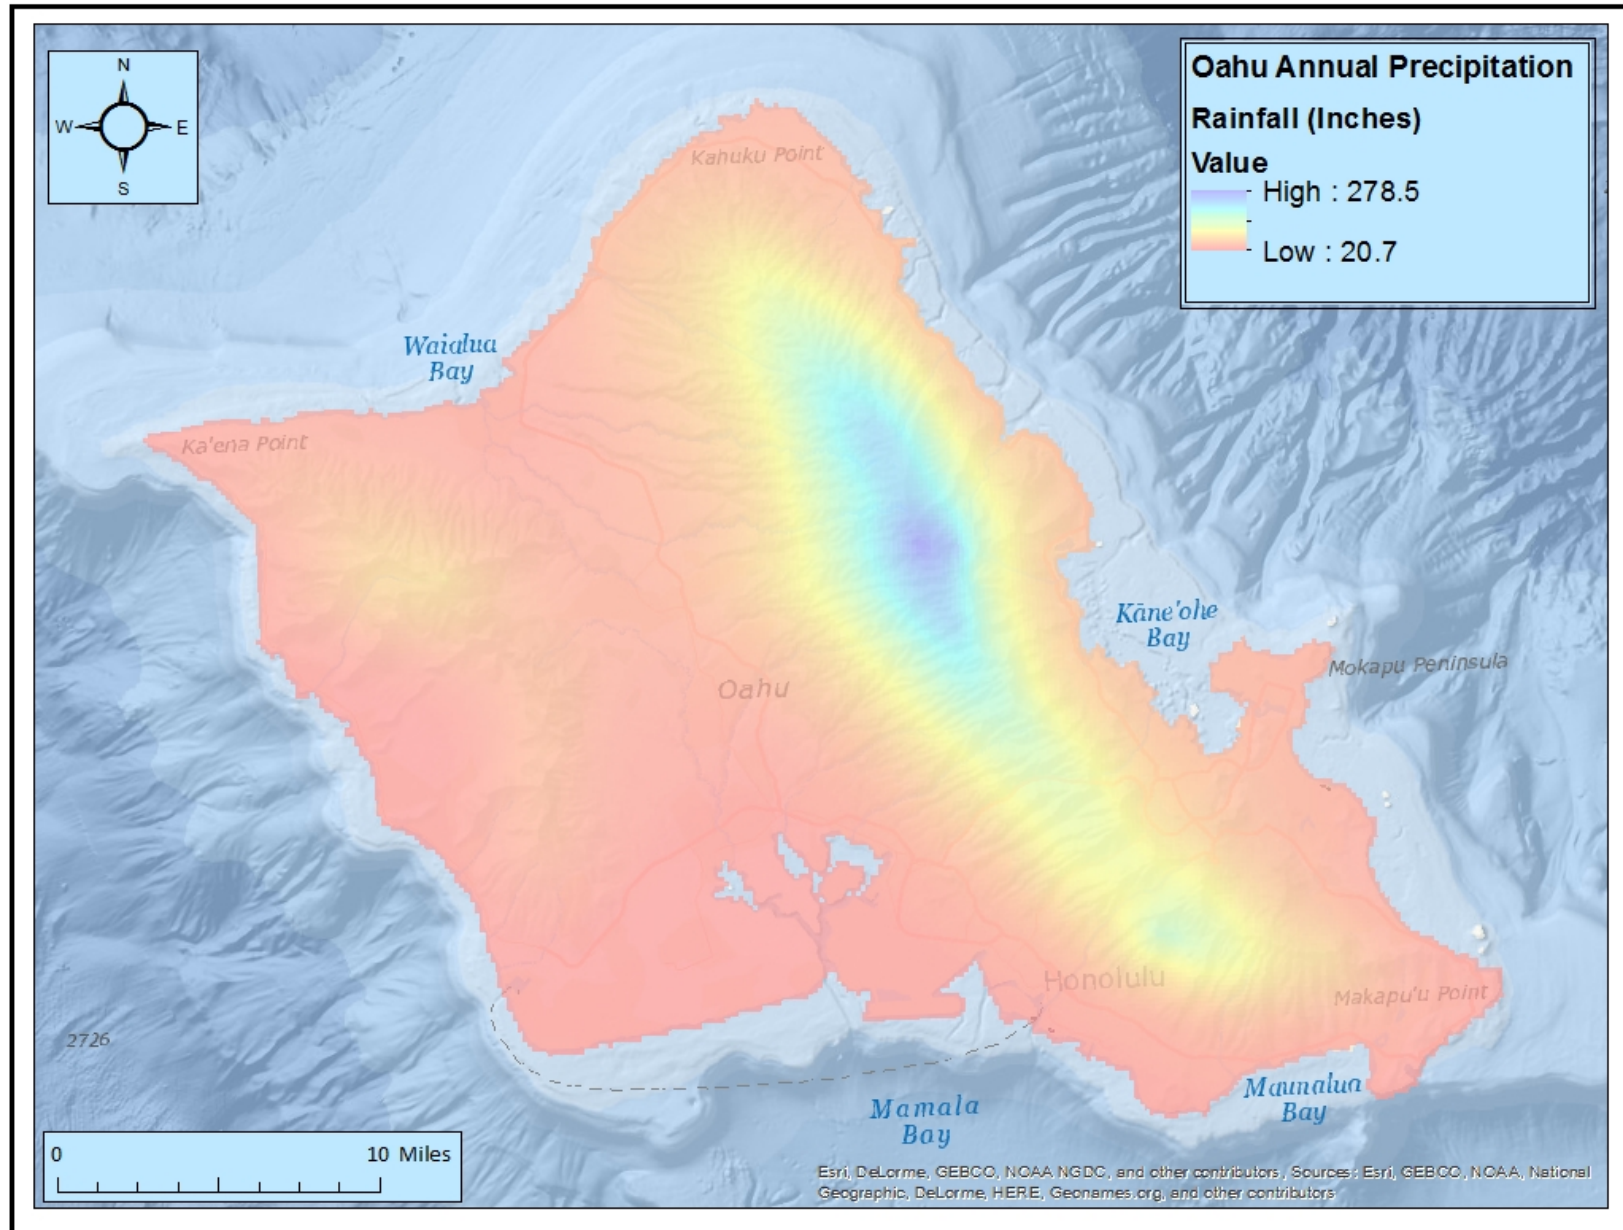 N
W E
S
Oahu Annual Precipitation
Rainfall (Inches)
Value
High : 278.5
Low : 20.7
Kahuku Point
Waialua
Bay
Ka'ena Point
Kāne'ohe
Bay
Mokapu Peninsula
Oahu
Honolulu
Makapu'u Point
2726
Maunalua
Bay
Mamala
Bay
0 10 Miles
Esri, DeLorme, GEBCO, NOAA NGDC, and other contributors, Sources: Esri, GEBCO, NOAA, National
Geographic, DeLorme, HERE, Geonames.org, and other contributors